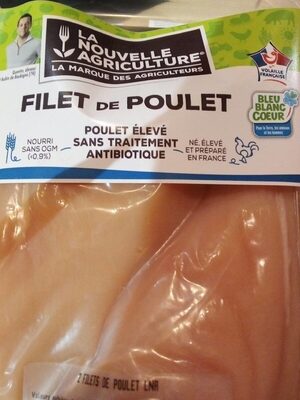 LA
NOUVELLE
AGRICULTURE®
LA MARQUE DES AGRICULTEURS
VOLAILLE
FRANÇAISE
FILET DE POULET
BLEU
BLANC
COEUR
POULET ÉLEVÉ
SANS TRAITEMENT
ANTIBIOTIQUE
NOURRI
SANS OGM
(<0.9%)
NÉ, ÉLEVÉ
ET PRÉPARÉ
EN FRANCE
2 FILETS DE POULET LNA